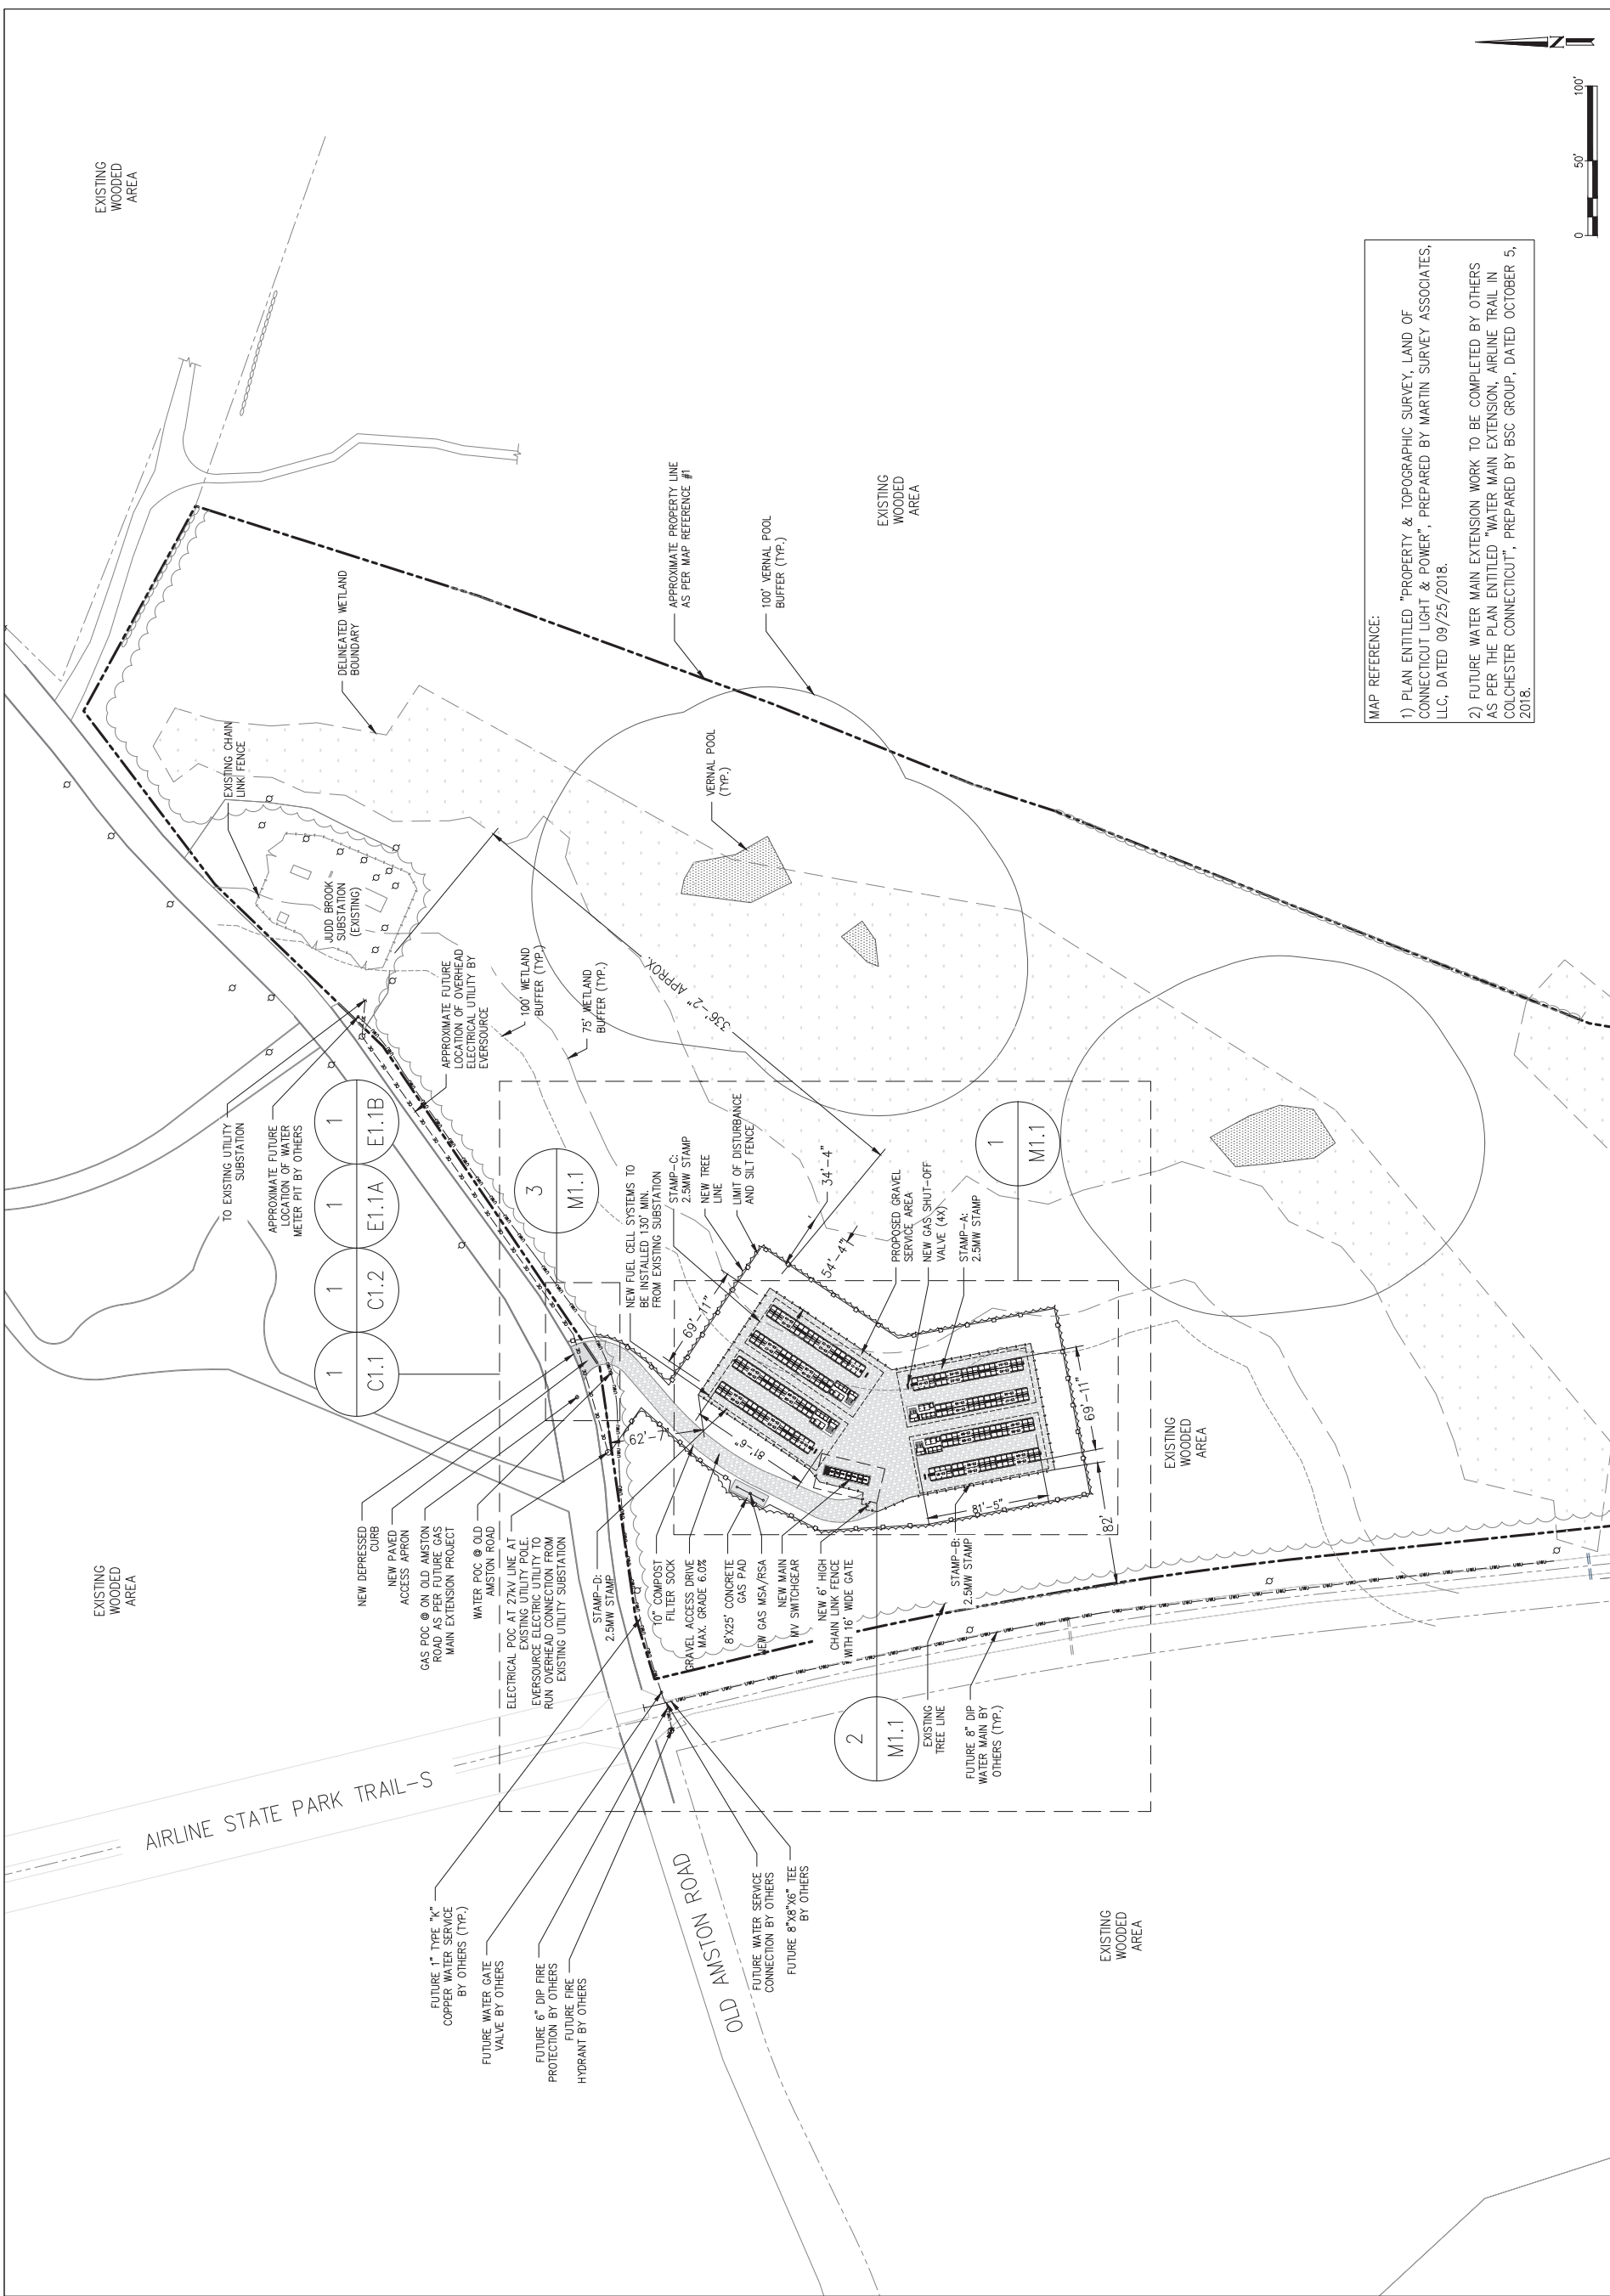 EXISTING
WOODED
AREA
EXISTING
WOODED
AREA
TO EXISTING UTILITY
SUBSTATION
APPROXIMATE FUTURE
LOCATION OF WATER
METER PIT BY OTHERS
1
C1.1
1
C1.2
1
E1.1A
1
E1.1B
EXISTING CHAIN
LINK FENCE
JUDD BROOK
SUBSTATION
(EXISTING)
DELINEATED WETLAND
BOUNDARY
APPROXIMATE FUTURE
LOCATION OF OVERHEAD
ELECTRICAL UTILITY BY
EVERSOURCE
100' WETLAND
BUFFER (TYP.)
75' WETLAND
BUFFER (TYP.)
336'-2" APPROX.
VERNAL POOL
(TYP.)
APPROXIMATE PROPERTY LINE
AS PER MAP REFERENCE #1
100' VERNAL POOL
BUFFER (TYP.)
EXISTING
WOODED
AREA
NEW DEPRESSED
CURB
NEW PAVED
ACCESS APRON
GAS POC @ ON OLD AMSTON
ROAD AS PER FUTURE GAS
MAIN EXTENSION PROJECT
WATER POC @ OLD
AMSTON ROAD
ELECTRICAL POC AT 27kV LINE AT
EXISTING UTILITY POLE.
EVERSOURCE ELECTRIC UTILITY TO
RUN OVERHEAD CONNECTION FROM
EXISTING UTILITY SUBSTATION
STAMP-D:
2.5MW STAMP
10" COMPOST
FILTER SOCK
GRAVEL ACCESS DRIVE
MAX. GRADE 6.0%
8'X25' CONCRETE
GAS PAD
NEW GAS MSA/RSA
NEW MAIN
MV SWITCHGEAR
NEW 6' HIGH
CHAIN LINK FENCE
WITH 16' WIDE GATE
3
M1.1
NEW FUEL CELL SYSTEMS TO
BE INSTALLED 130' MIN.
FROM EXISTING SUBSTATION
STAMP-C:
2.5MW STAMP
NEW TREE
LINE
LIMIT OF DISTURBANCE
AND SILT FENCE
62'-7"
69'-11"
81'-6"
34'-4"
54'-4"
PROPOSED GRAVEL
SERVICE AREA
NEW GAS SHUT-OFF
VALVE (4X)
STAMP-A:
2.5MW STAMP
1
M1.1
STAMP-B:
2.5MW STAMP
81'-5"
69'-11"
82'
EXISTING
WOODED
AREA
2
M1.1
EXISTING
TREE LINE
FUTURE 8" DIP
WATER MAIN BY
OTHERS (TYP.)
AIRLINE STATE PARK TRAIL-S
FUTURE 1" TYPE "K"
COPPER WATER SERVICE
BY OTHERS (TYP.)
FUTURE WATER GATE
VALVE BY OTHERS
FUTURE 6" DIP FIRE
PROTECTION BY OTHERS
FUTURE FIRE
HYDRANT BY OTHERS
OLD AMSTON ROAD
FUTURE WATER SERVICE
CONNECTION BY OTHERS
FUTURE 8"X8"X6" TEE
BY OTHERS
EXISTING
WOODED
AREA
MAP REFERENCE:
1) PLAN ENTITLED "PROPERTY & TOPOGRAPHIC SURVEY, LAND OF
CONNECTICUT LIGHT & POWER", PREPARED BY MARTIN SURVEY ASSOCIATES,
LLC, DATED 09/25/2018.
2) FUTURE WATER MAIN EXTENSION WORK TO BE COMPLETED BY OTHERS
AS PER THE PLAN ENTITLED "WATER MAIN EXTENSION, AIRLINE TRAIL IN
COLCHESTER CONNECTICUT", PREPARED BY BSC GROUP, DATED OCTOBER 5,
2018.
0
50'
100'
N